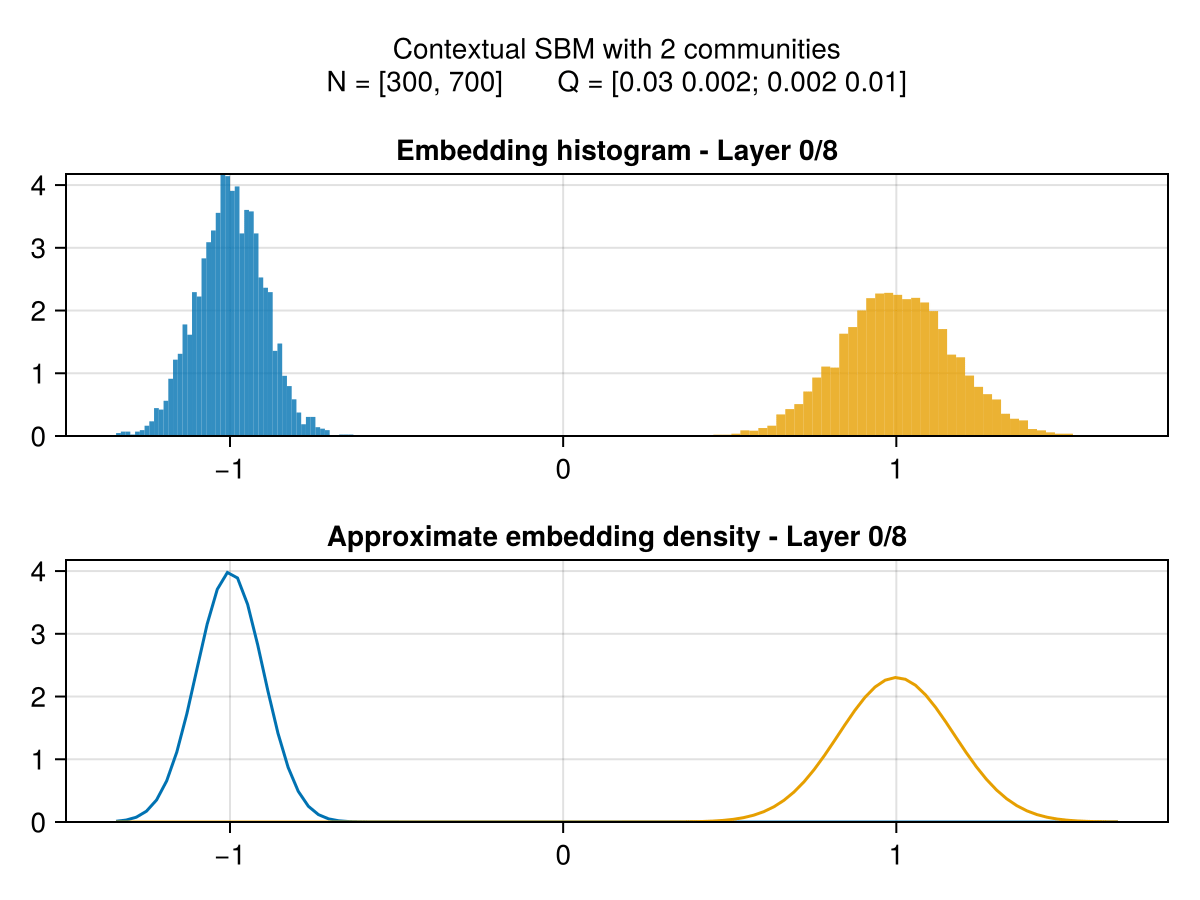 Contextual SBM with 2 communities
N = [300, 700] Q = [0.03 0.002; 0.002 0.01]
Embedding histogram - Layer 0/8
4
3
2
1
0
−1 0 1
Approximate embedding density - Layer 0/8
4
3
2
1
0
−1 0 1